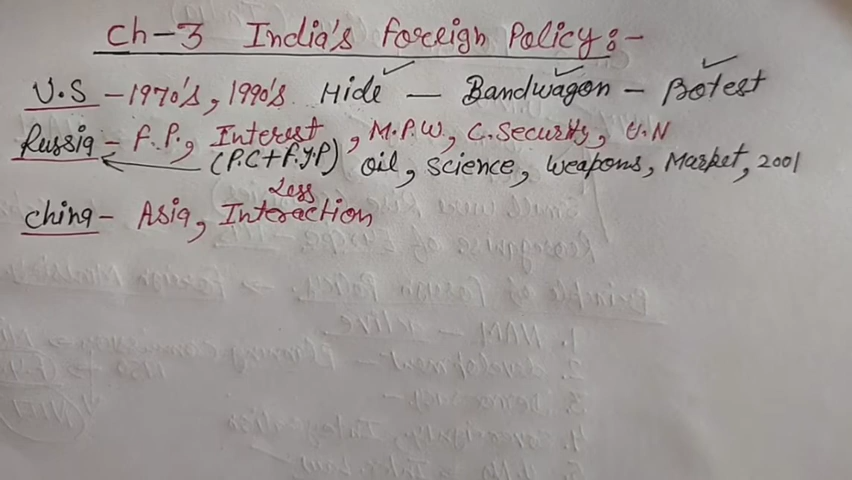 Ch-3 India's Foreign Policy:-
U.S - 1970's, 1990's. Hide — Bandwagon - Botest
Russia - F.P., Interest, M.P.W, C.Security, U.N
(P.C+F.Y.P) oil, science, weapons, Market, 2001
Less
China - Asia, Interaction